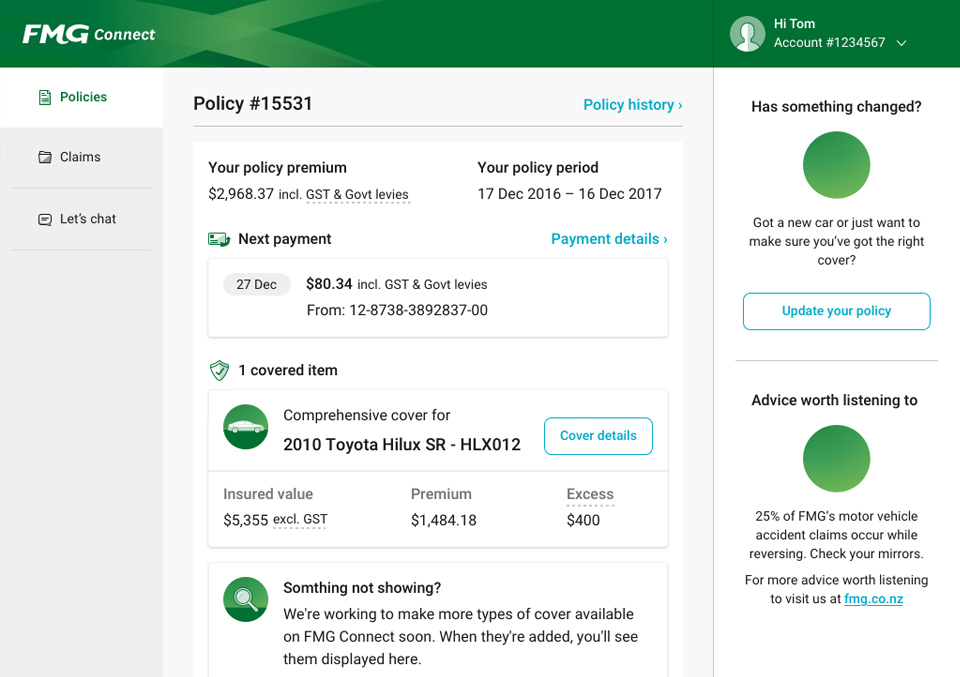 FMG Connect
Hi Tom
Account #1234567
Policies
Claims
Let's chat
Policy #15531
Policy history ›
Your policy premium
$2,968.37 incl. GST & Govt levies
Your policy period
17 Dec 2016 – 16 Dec 2017
Next payment
Payment details ›
27 Dec
$80.34 incl. GST & Govt levies
From: 12-8738-3892837-00
1 covered item
Comprehensive cover for
2010 Toyota Hilux SR - HLX012
Cover details
Insured value
$5,355 excl. GST
Premium
$1,484.18
Excess
$400
Somthing not showing?
We're working to make more types of cover available
on FMG Connect soon. When they're added, you'll see
them displayed here.
Has something changed?
Got a new car or just want to
make sure you've got the right
cover?
Update your policy
Advice worth listening to
25% of FMG's motor vehicle
accident claims occur while
reversing. Check your mirrors.
For more advice worth listening
to visit us at fmg.co.nz